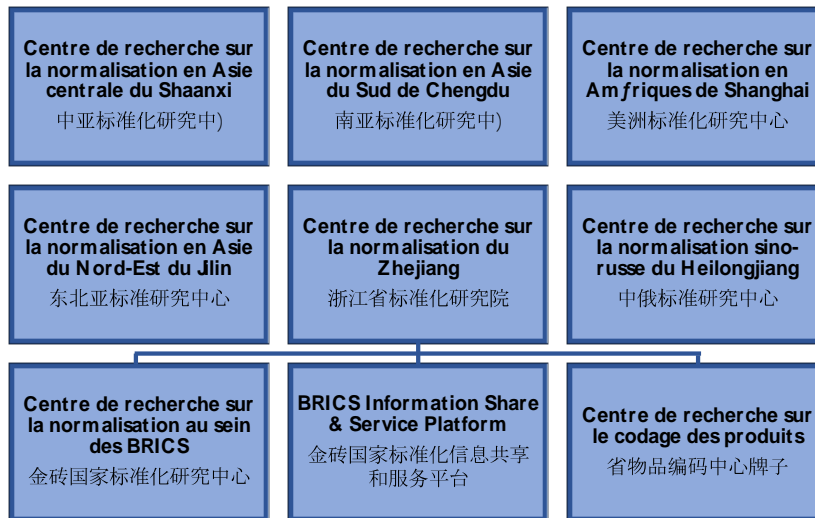 Centre de recherche sur
la normalisation en Asie
centrale du Shaanxi
中亚标准化研究中)
Centre de recherche sur
la normalisation en Asie
du Sud de Chengdu
南亚标准化研究中)
Centre de recherche sur
la normalisation en
Amƒriques de Shanghai
美洲标准化研究中心
Centre de recherche sur
la normalisation en Asie
du Nord-Est du Jilin
东北亚标准研究中心
Centre de recherche sur
la normalisation du
Zhejiang
浙江省标准化研究院
Centre de recherche sur
la normalisation sino-
russe du Heilongjiang
中俄标准研究中心
Centre de recherche sur
la normalisation au sein
des BRICS
金砖国家标准化研究中心
BRICS Information Share
& Service Platform
金砖国家标准化信息共享
和服务平台
Centre de recherche sur
le codage des produits
省物品编码中心牌子